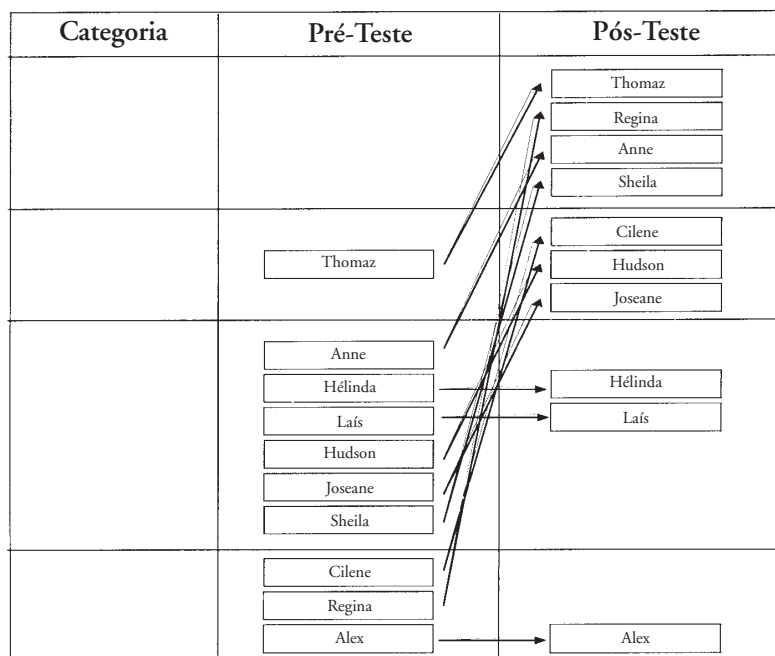 Categoria Pré-Teste Pós-Teste
Thomaz
Regina
Anne
Sheila
Thomaz
Cilene
Hudson
Joseane
Anne
Hélinda
Laís
Hudson
Joseane
Sheila
Hélinda
Laís
Cilene
Regina
Alex
Alex